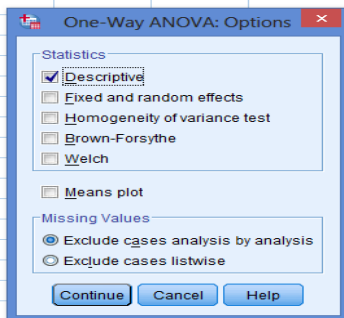 One-Way ANOVA: Options
Statistics
Descriptive
Fixed and random effects
Homogeneity of variance test
Brown-Forsythe
Welch
Means plot
Missing Values
Exclude cases analysis by analysis
Exclude cases listwise
Continue Cancel Help